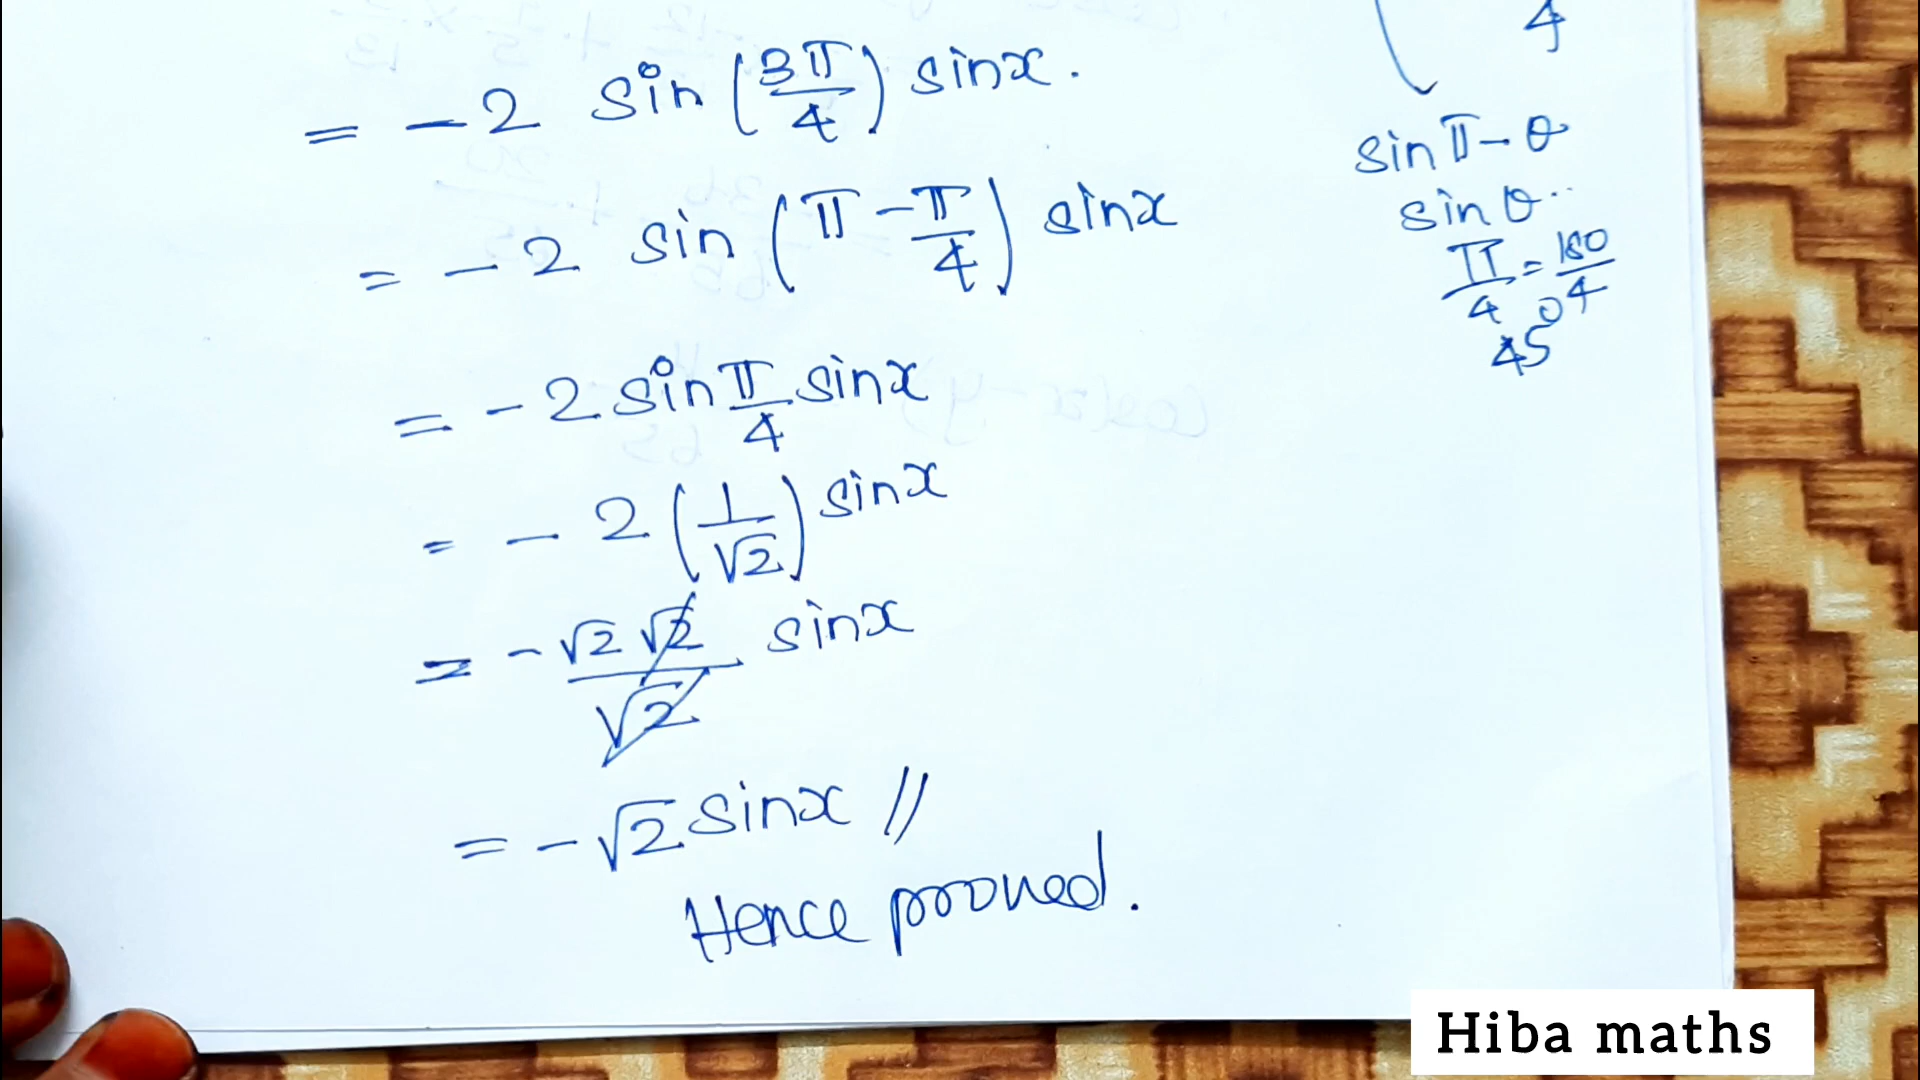 = -2 sin (3π/4) sinx.
= -2 sin (π - π/4) sinx
= -2 sin π/4 sinx
= -2 (1/√2) sinx
= -√2 √2/√2 sinx
= -√2 sinx //
Hence proved.
4
sin π - θ
sin θ..
π/4 = 180/4
45°
Hiba maths